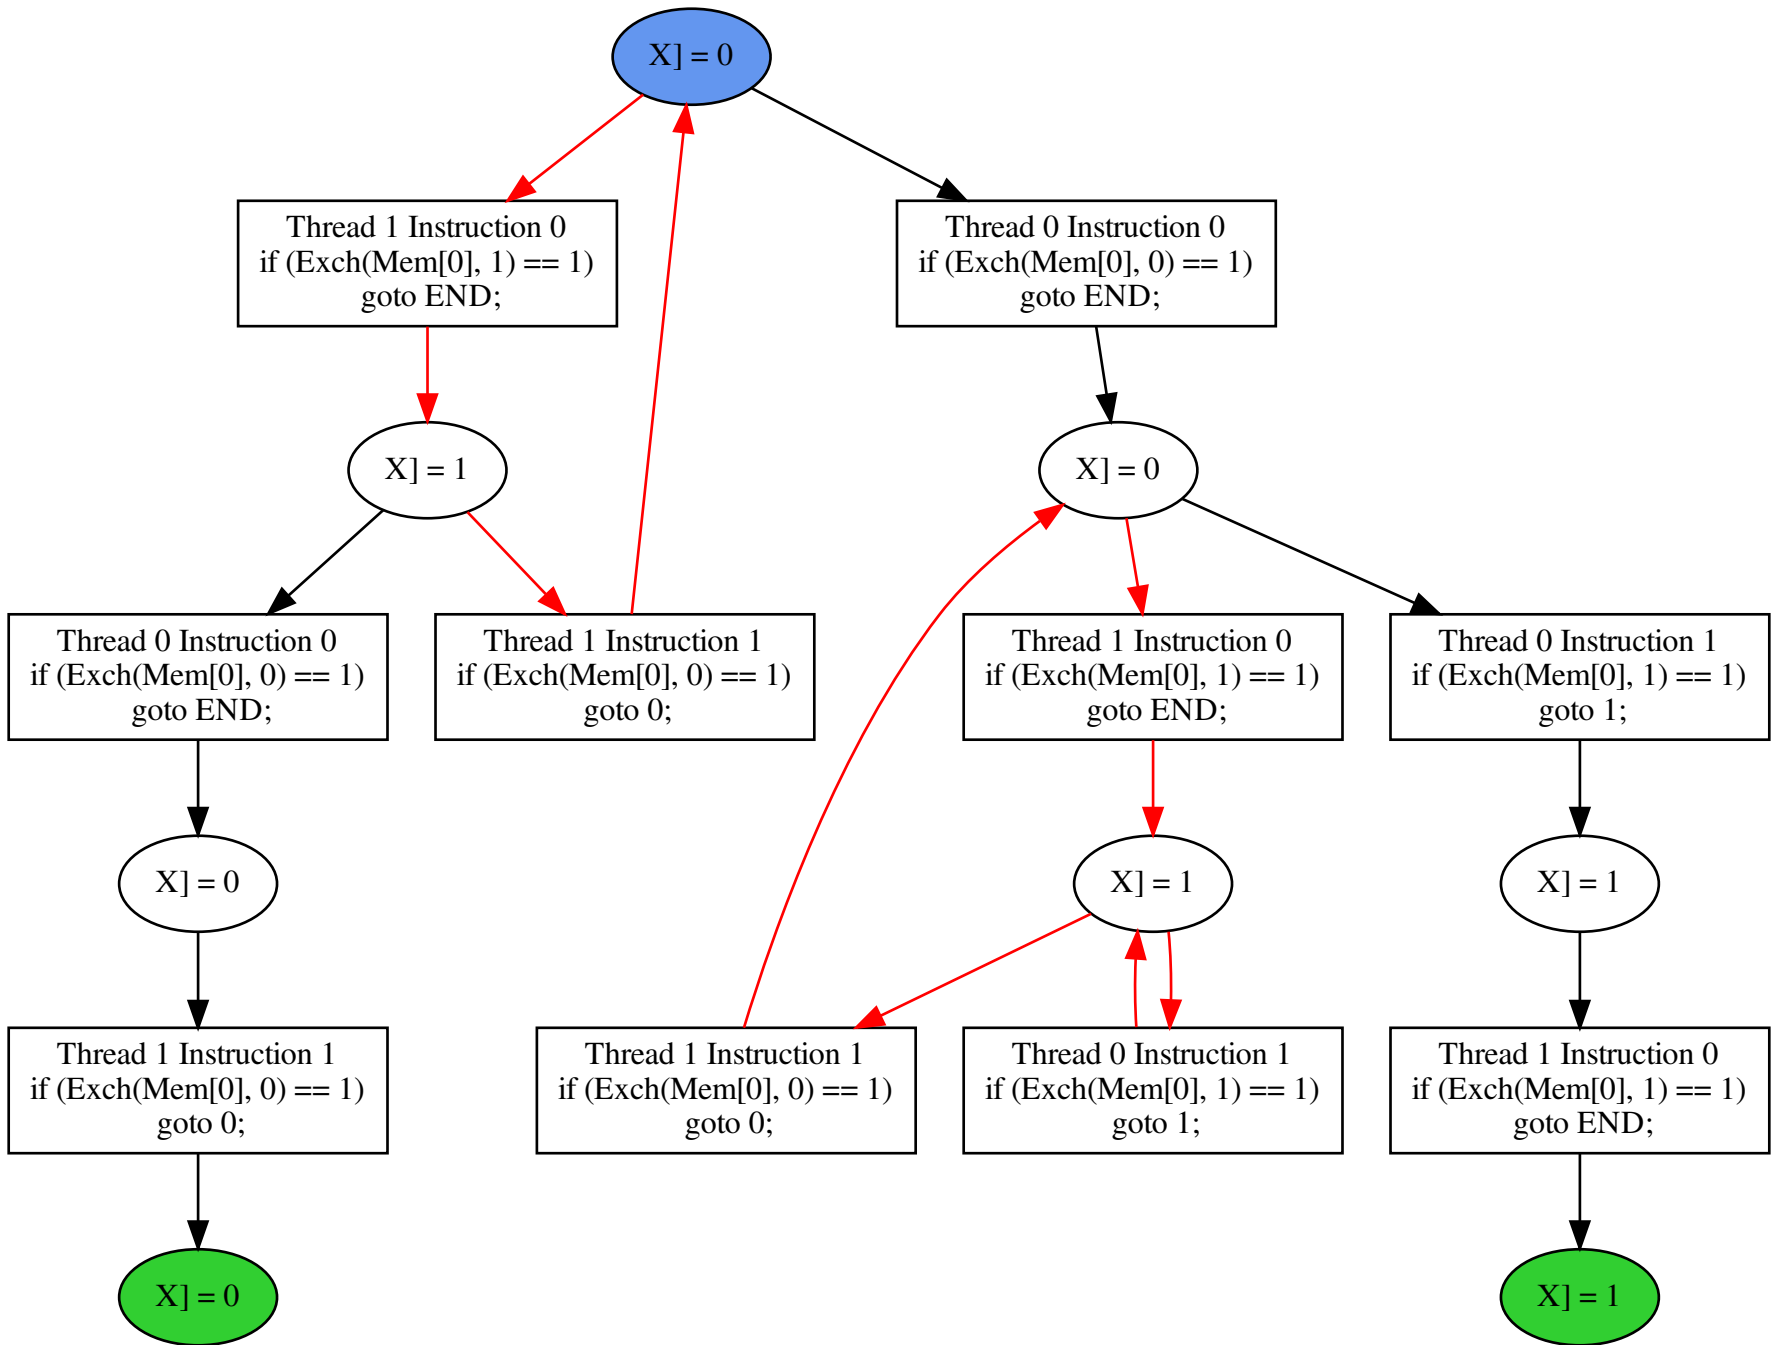 X] = 0
Thread 1 Instruction 0
if (Exch(Mem[0], 1) == 1)
goto END;
Thread 0 Instruction 0
if (Exch(Mem[0], 0) == 1)
goto END;
X] = 1
X] = 0
Thread 0 Instruction 0
if (Exch(Mem[0], 0) == 1)
goto END;
Thread 1 Instruction 1
if (Exch(Mem[0], 0) == 1)
goto 0;
Thread 1 Instruction 0
if (Exch(Mem[0], 1) == 1)
goto END;
Thread 0 Instruction 1
if (Exch(Mem[0], 1) == 1)
goto 1;
X] = 0
X] = 1
X] = 1
Thread 1 Instruction 1
if (Exch(Mem[0], 0) == 1)
goto 0;
Thread 1 Instruction 1
if (Exch(Mem[0], 0) == 1)
goto 0;
Thread 0 Instruction 1
if (Exch(Mem[0], 1) == 1)
goto 1;
Thread 1 Instruction 0
if (Exch(Mem[0], 1) == 1)
goto END;
X] = 0
X] = 1